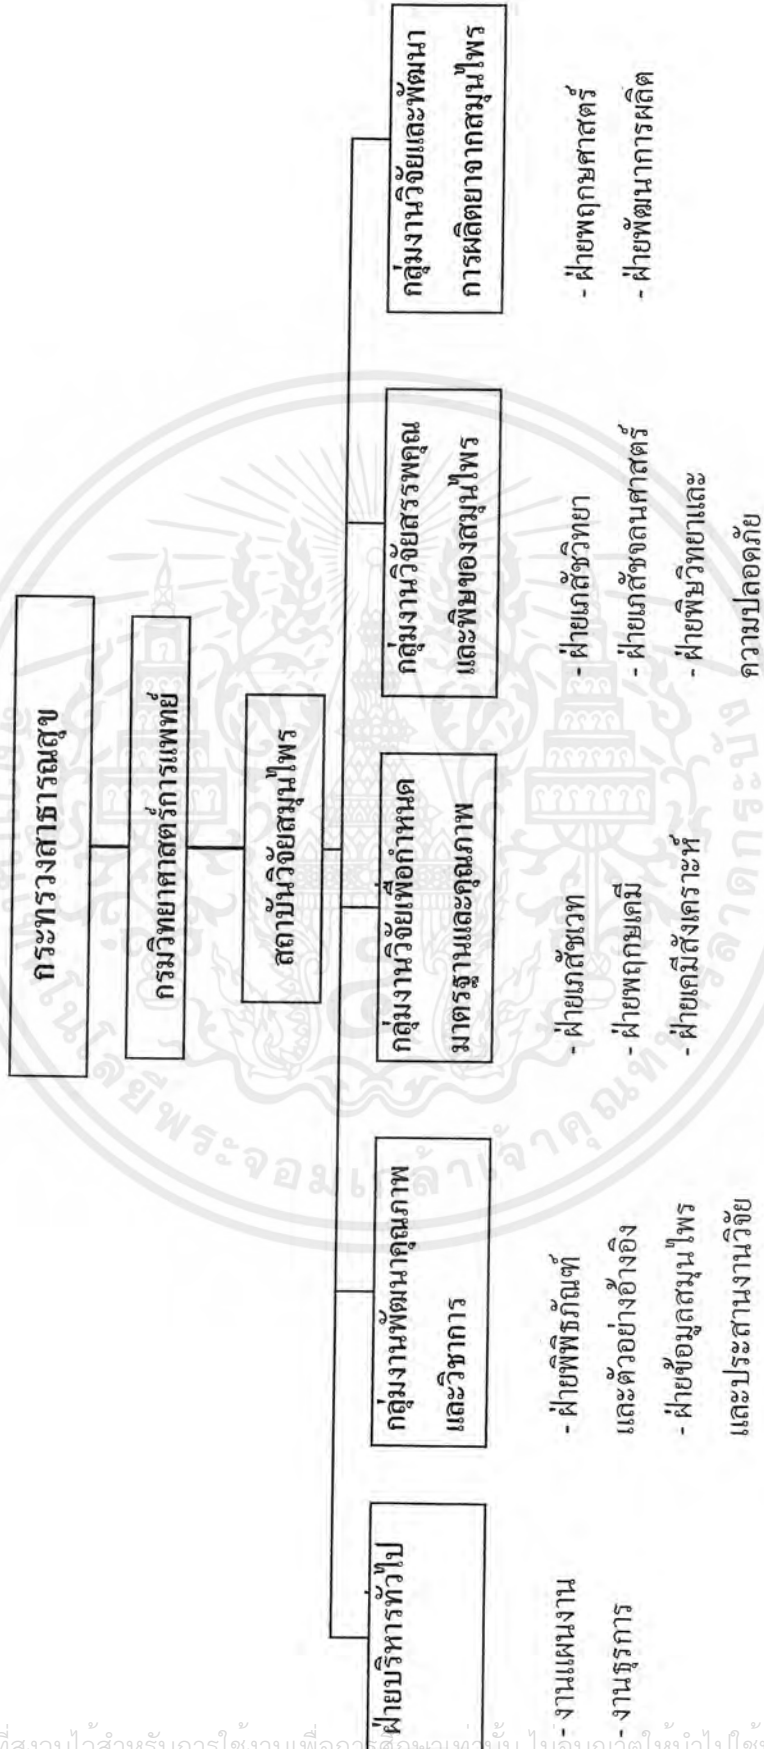 กระทรวงสาธารณสุข
กรมวิทยาศาสตร์การแพทย์
สถาบันวิจัยสมุนไพร
ฝ่ายบริหารทั่วไป
- งานแผนงาน
- งานธุรการ
กลุ่มงานพัฒนาคุณภาพ
และวิชาการ
- ฝ่ายพิพิธภัณฑ์
และตัวอย่างอ้างอิง
- ฝ่ายข้อมูลสมุนไพร
และประสานงานวิจัย
กลุ่มงานวิจัยเพื่อกำหนด
มาตรฐานและคุณภาพ
- ฝ่ายเภสัชเวท
- ฝ่ายพฤกษเคมี
- ฝ่ายเคมีสังเคราะห์
กลุ่มงานวิจัยสรรพคุณ
และพิษของสมุนไพร
- ฝ่ายเภสัชวิทยา
- ฝ่ายเภสัชจลนศาสตร์
- ฝ่ายพิษวิทยาและ
ความปลอดภัย
กลุ่มงานวิจัยและพัฒนา
การผลิตยาจากสมุนไพร
- ฝ่ายพฤกษศาสตร์
- ฝ่ายพัฒนาการผลิต